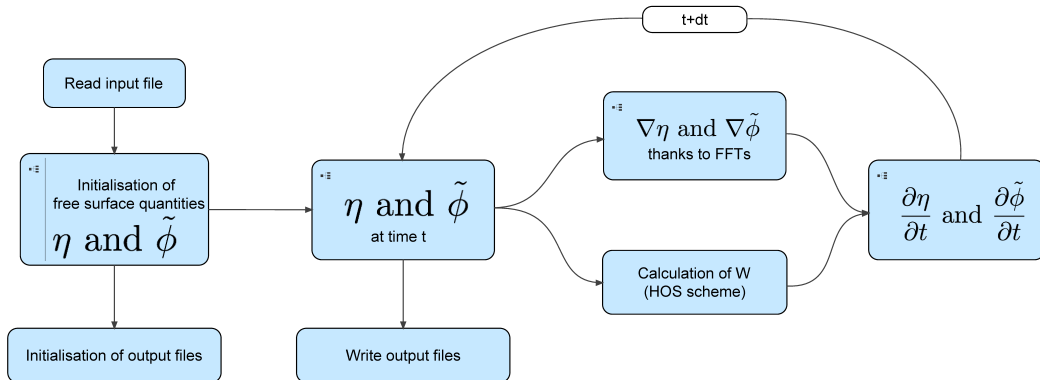 t+dt
Read input file
Initialisation of
free surface quantities
η and ϕ̃
Initialisation of output files
η and ϕ̃
at time t
Write output files
∇η and ∇ϕ̃
thanks to FFTs
Calculation of W
(HOS scheme)
∂η/∂t and ∂ϕ̃/∂t